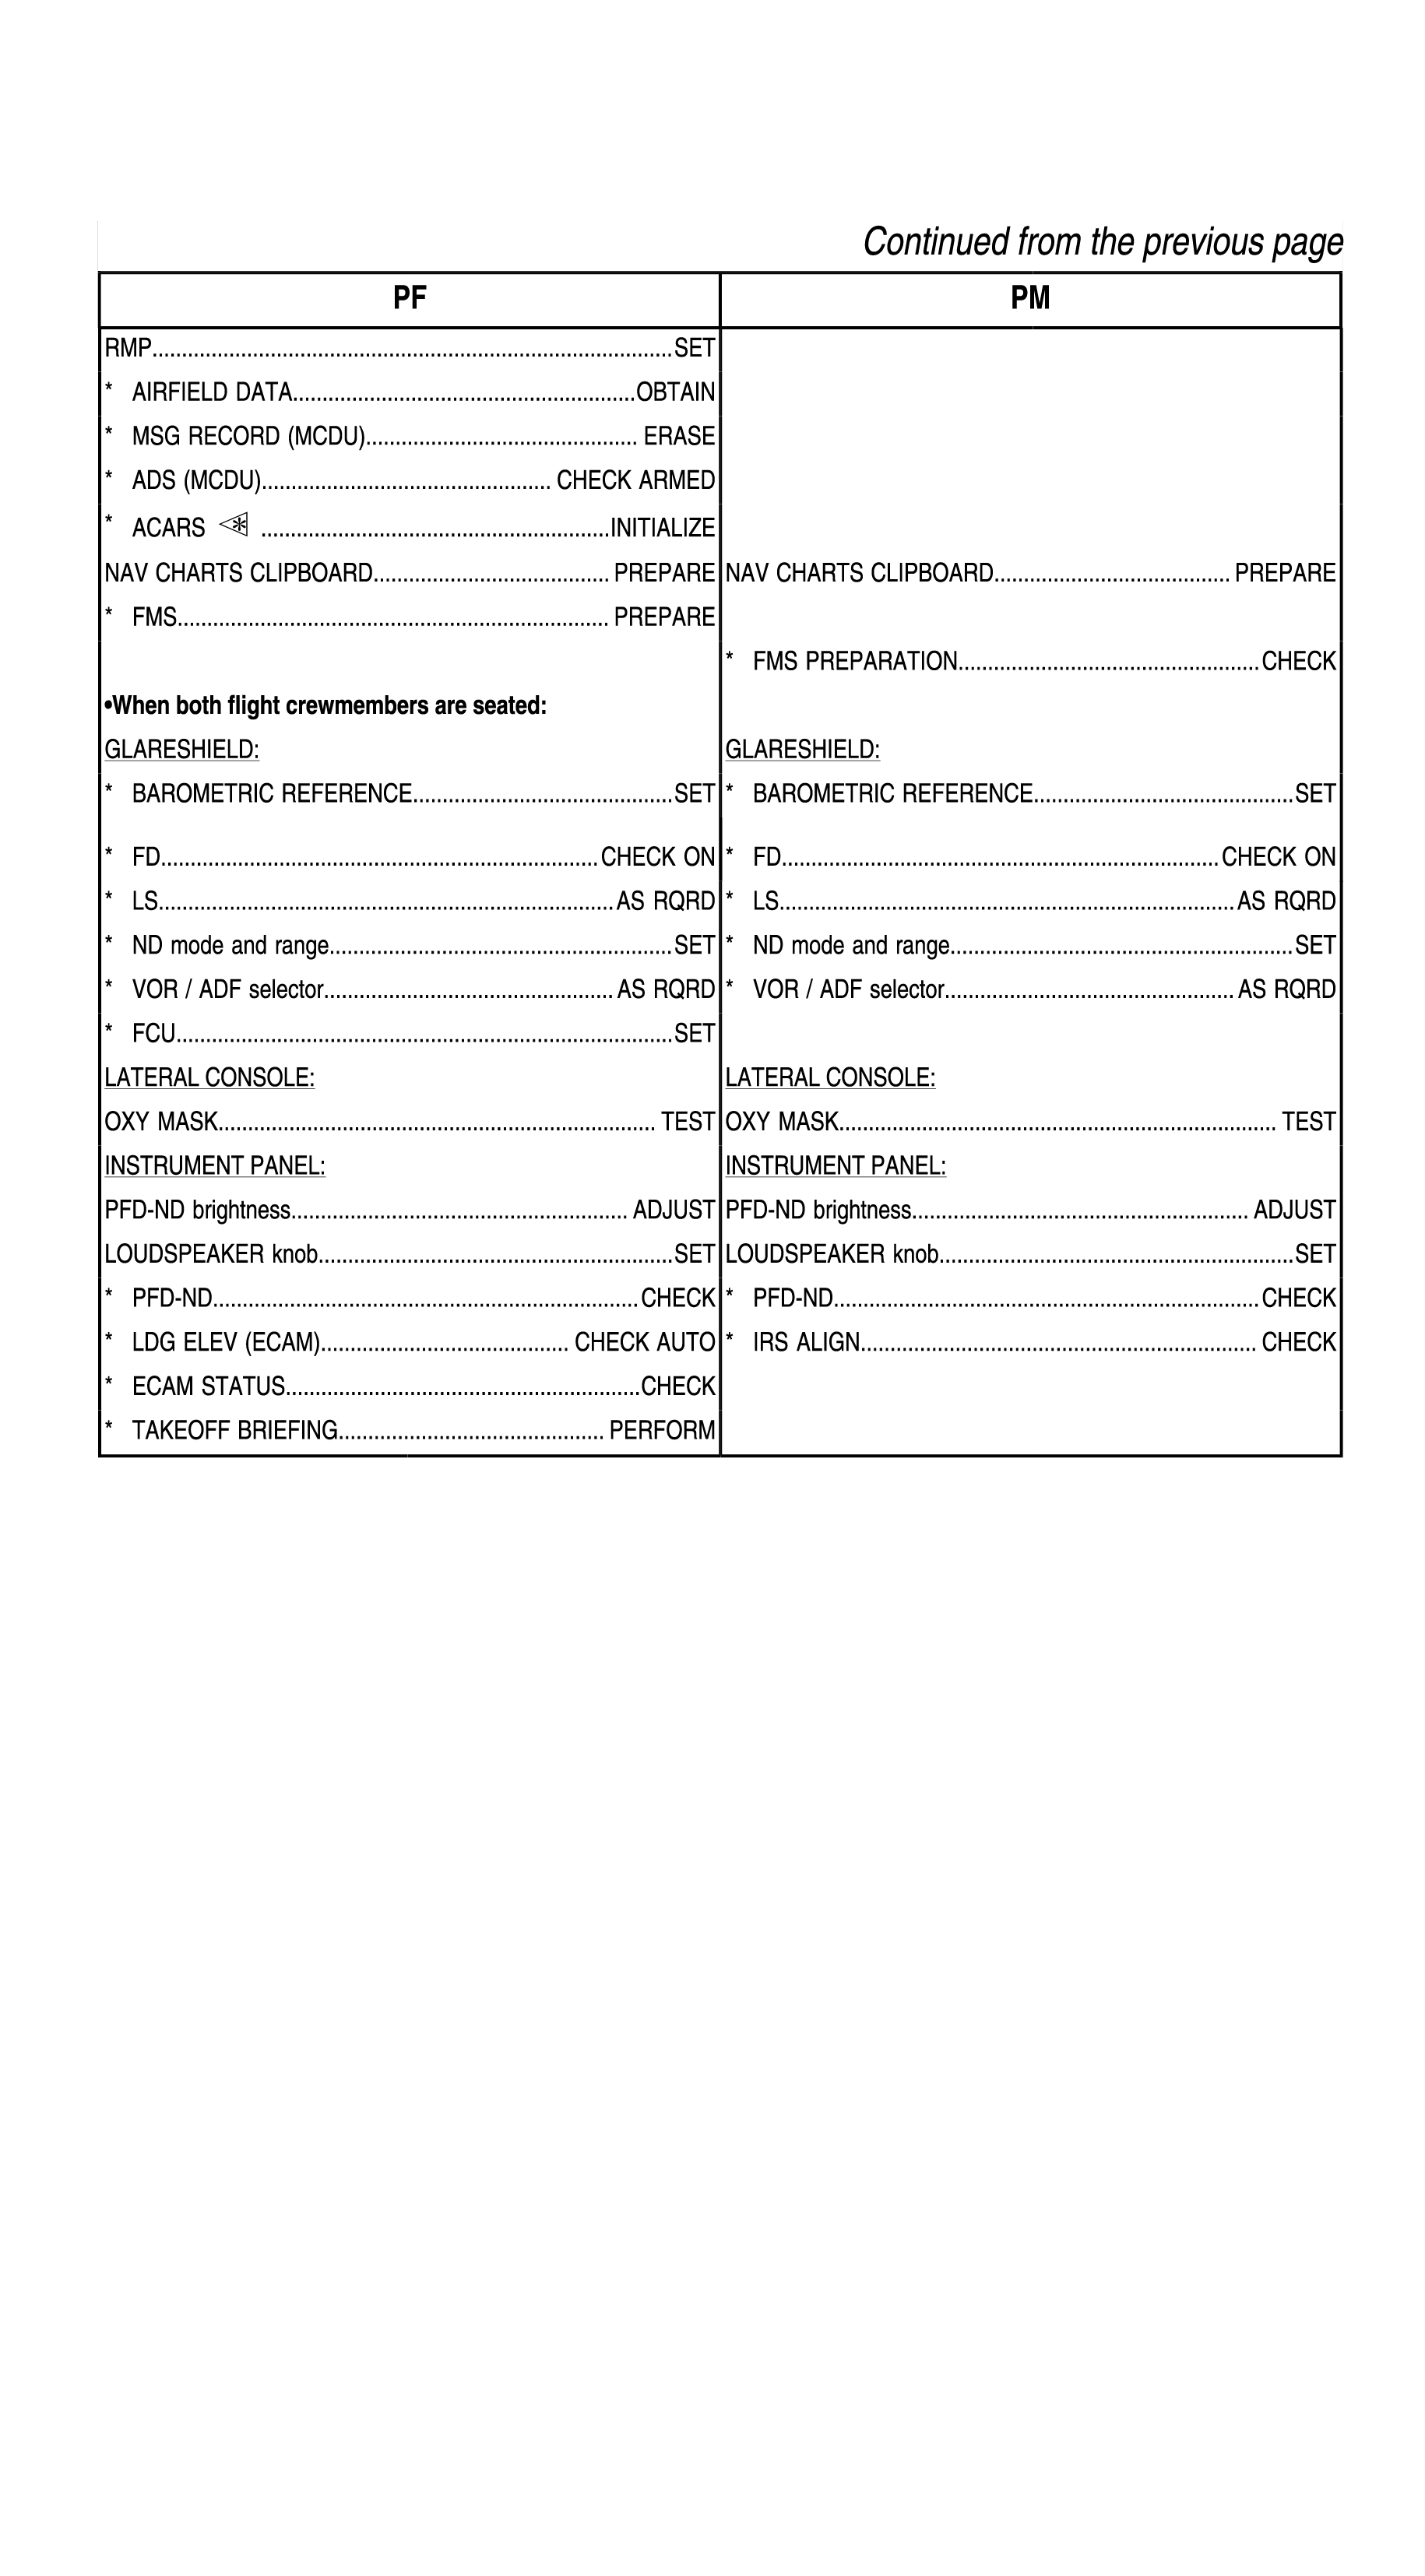 Continued from the previous page
PF PM
RMP........................................................................................SET
* AIRFIELD DATA..........................................................OBTAIN
* MSG RECORD (MCDU)............................................. ERASE
* ADS (MCDU)................................................ CHECK ARMED
* ACARS ...........................................................INITIALIZE
NAV CHARTS CLIPBOARD....................................... PREPARE NAV CHARTS CLIPBOARD....................................... PREPARE
* FMS......................................................................... PREPARE
* FMS PREPARATION..................................................CHECK
•When both flight crewmembers are seated:
GLARESHIELD: GLARESHIELD:
* BAROMETRIC REFERENCE...........................................SET * BAROMETRIC REFERENCE...........................................SET
* FD.........................................................................CHECK ON * FD.........................................................................CHECK ON
* LS............................................................................AS RQRD * LS............................................................................AS RQRD
* ND mode and range.........................................................SET * ND mode and range.........................................................SET
* VOR / ADF selector................................................ AS RQRD * VOR / ADF selector................................................ AS RQRD
* FCU...................................................................................SET
LATERAL CONSOLE: LATERAL CONSOLE:
OXY MASK......................................................................... TEST OXY MASK......................................................................... TEST
INSTRUMENT PANEL: INSTRUMENT PANEL:
PFD-ND brightness........................................................ ADJUST PFD-ND brightness........................................................ ADJUST
LOUDSPEAKER knob...........................................................SET LOUDSPEAKER knob...........................................................SET
* PFD-ND.......................................................................CHECK * PFD-ND.......................................................................CHECK
* LDG ELEV (ECAM).......................................... CHECK AUTO * IRS ALIGN.................................................................. CHECK
* ECAM STATUS...........................................................CHECK
* TAKEOFF BRIEFING............................................. PERFORM